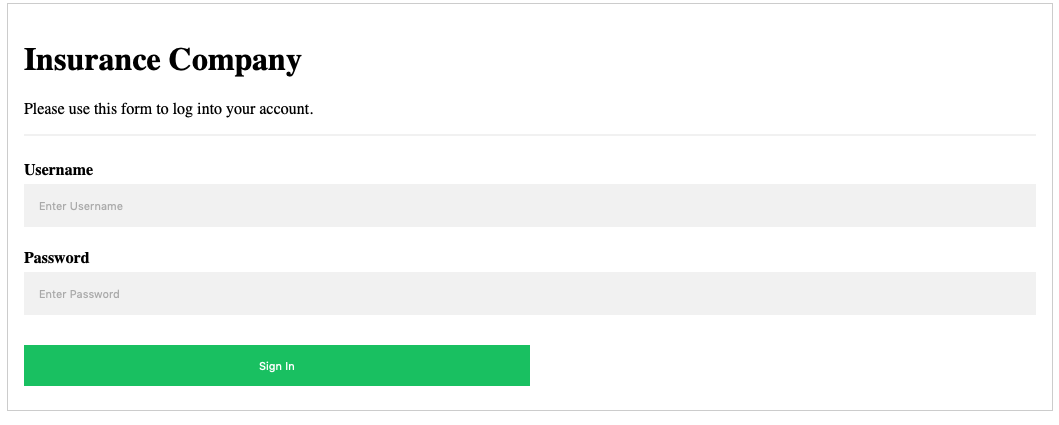 Insurance Company
Please use this form to log into your account.
Username
Enter Username
Password
Enter Password
Sign In